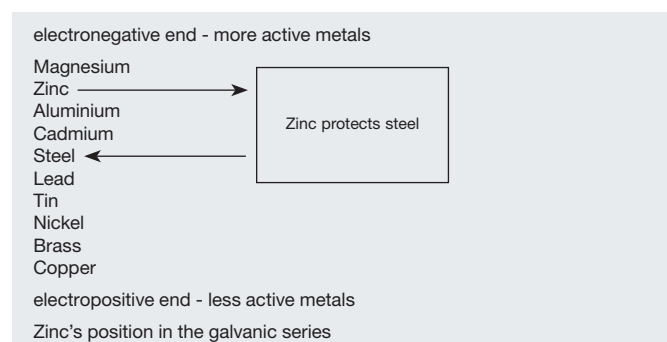 electronegative end - more active metals
Magnesium
Zinc
Aluminium
Cadmium
Steel
Lead
Tin
Nickel
Brass
Copper
Zinc protects steel
electropositive end - less active metals
Zinc's position in the galvanic series